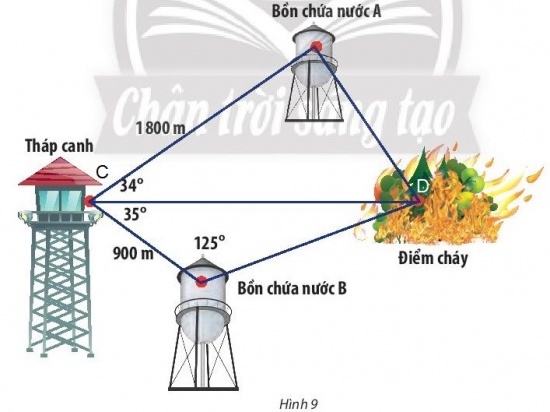 Bồn chứa nước A
Chân trời sáng tạo
1800 m
Tháp canh
C
34°
35°
D
900 m
125°
Điểm cháy
Bồn chứa nước B
Hình 9